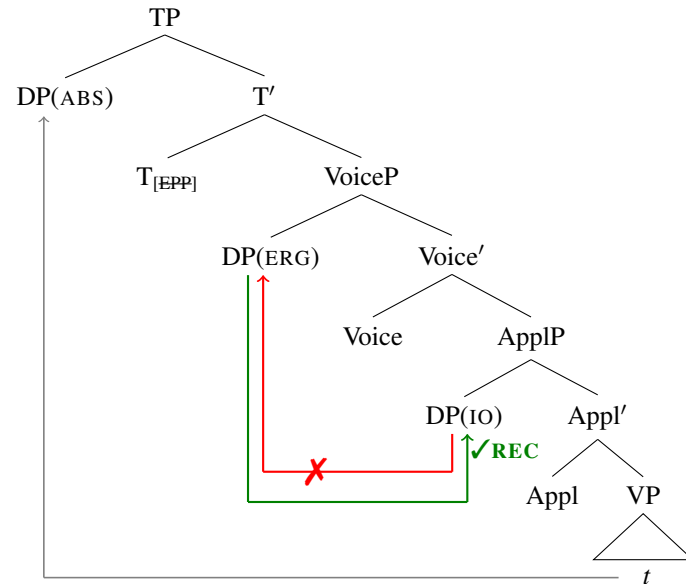 TP
DP(ABS) T′
T[EPP] VoiceP
DP(ERG) Voice′
Voice ApplP
DP(IO) Appl′
✓REC
✗
Appl VP
t